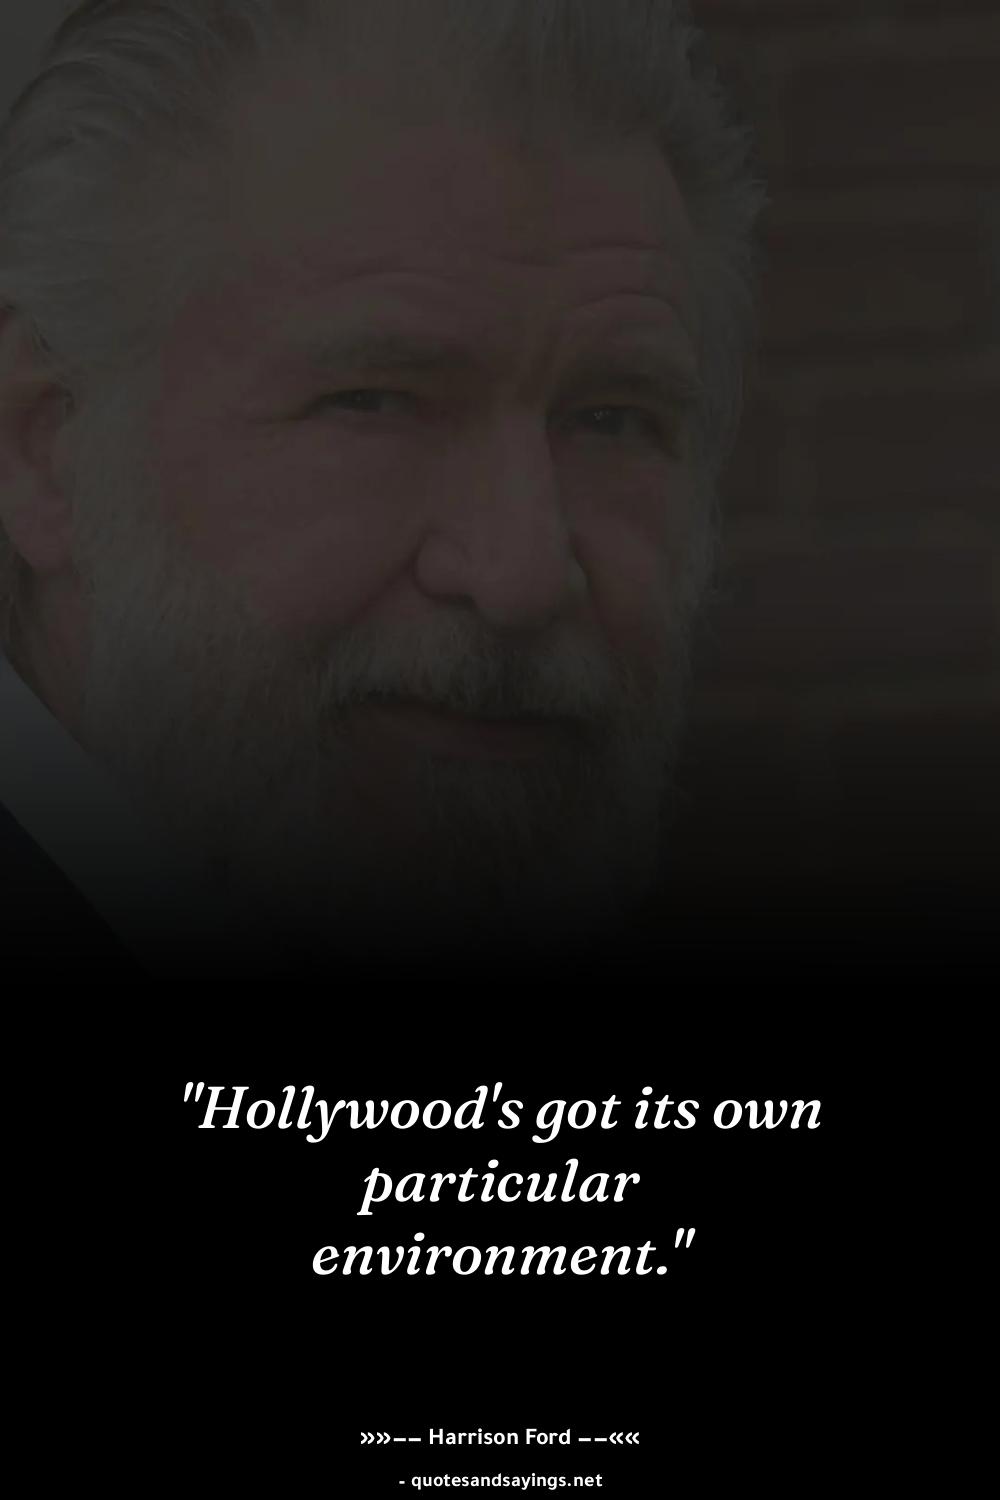 "Hollywood's got its own
particular
environment."
»»–– Harrison Ford ––««
- quotesandsayings.net